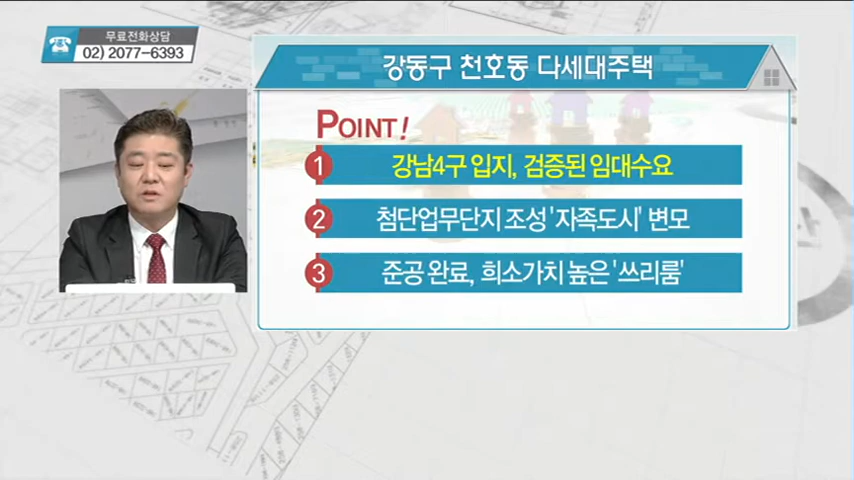 무료전화상담
02) 2077-6393
강동구 천호동 다세대주택
POINT!
1 강남4구 입지, 검증된 임대수요
2 첨단업무단지 조성 '자족도시' 변모
3 준공 완료, 희소가치 높은 '쓰리룸'